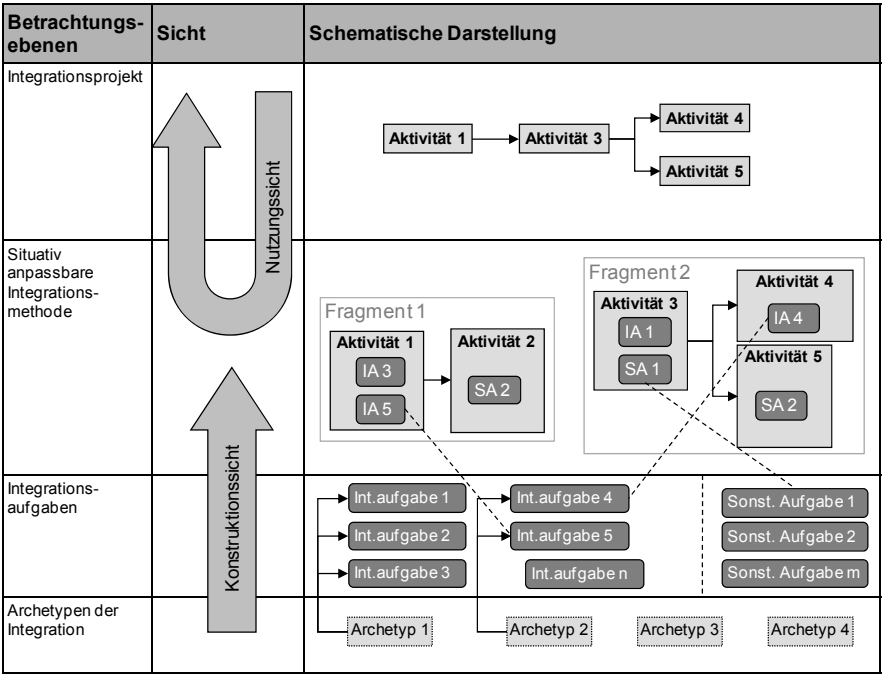 Betrachtungs-
ebenen
Sicht
Schematische Darstellung
Integrationsprojekt
Nutzungssicht
Aktivität 1
Aktivität 3
Aktivität 4
Aktivität 5
Situativ
anpassbare
Integrations-
methode
Fragment 1
Aktivität 1
IA 3
IA 5
Aktivität 2
SA 2
Fragment 2
Aktivität 3
IA 1
SA 1
Aktivität 4
IA 4
Aktivität 5
SA 2
Konstruktionssicht
Integrations-
aufgaben
Int.aufgabe 1
Int.aufgabe 4
Sonst. Aufgabe 1
Int.aufgabe 2
Int.aufgabe 5
Sonst. Aufgabe 2
Int.aufgabe 3
Int.aufgabe n
Sonst. Aufgabe m
Archetypen der
Integration
Archetyp 1
Archetyp 2
Archetyp 3
Archetyp 4